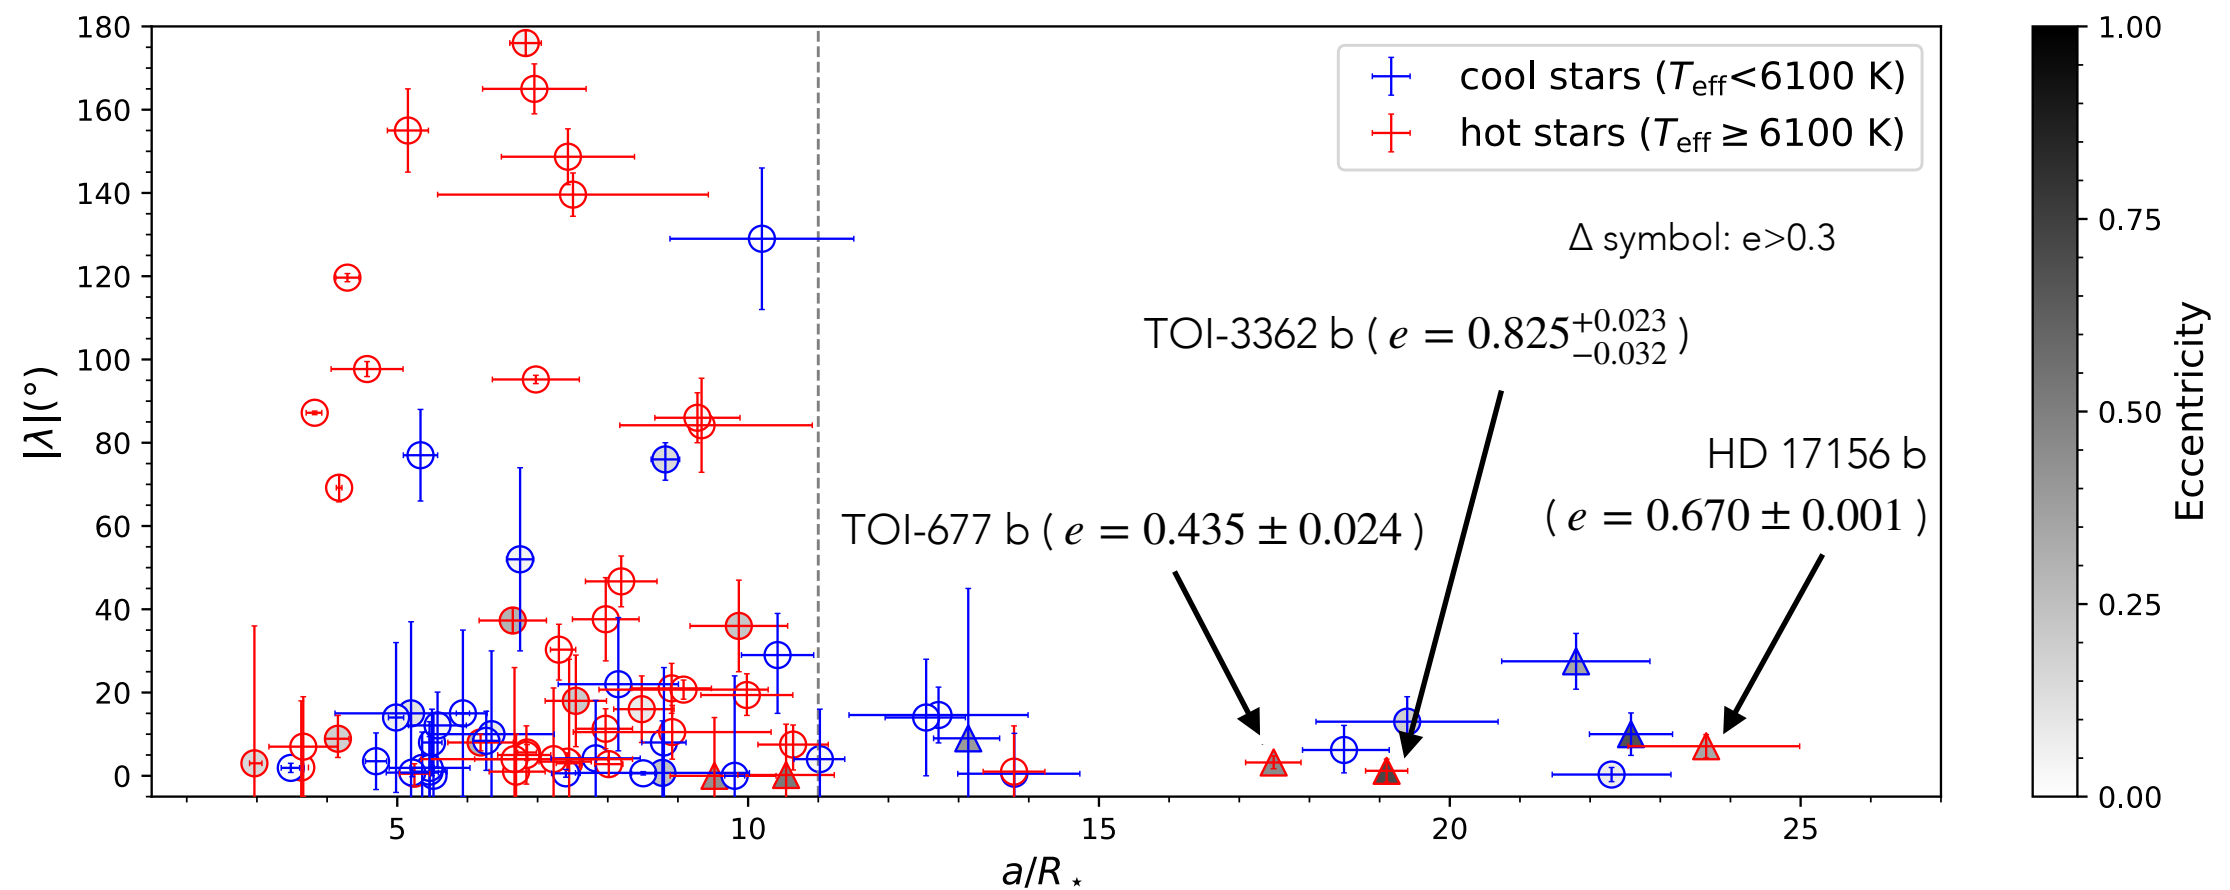 180
160
140
120
100
80
60
40
20
0
|λ|(°)
5
10
15
20
25
a/R⋆
cool stars (T_eff<6100 K)
hot stars (T_eff ≥ 6100 K)
Δ symbol: e>0.3
TOI-3362 b ( e = 0.825^{+0.023}_{−0.032} )
HD 17156 b
( e = 0.670 ± 0.001 )
TOI-677 b ( e = 0.435 ± 0.024 )
1.00
0.75
0.50
0.25
0.00
Eccentricity